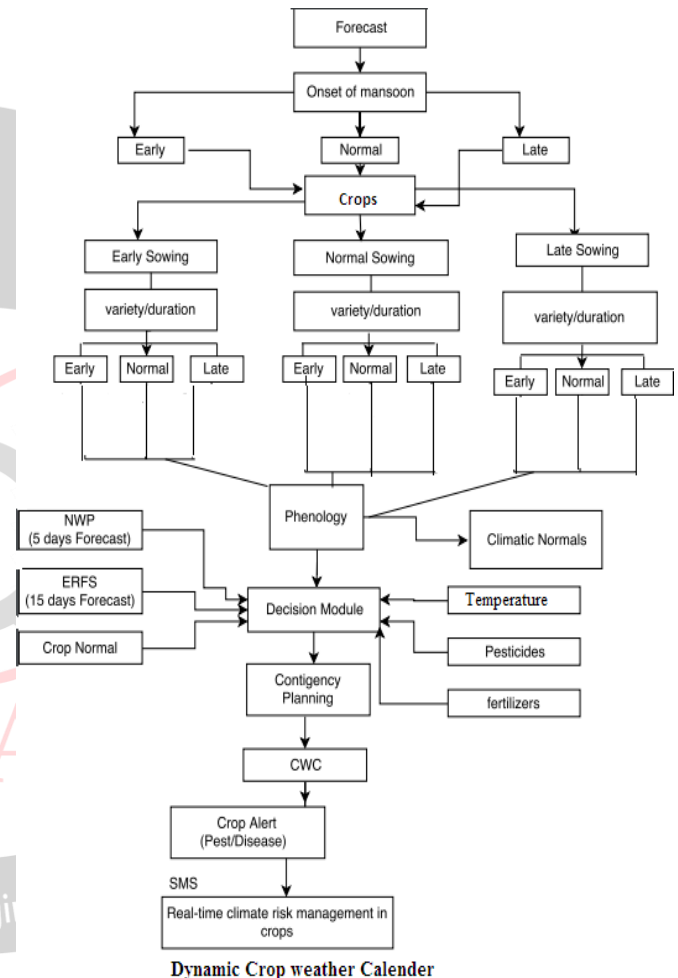 Forecast
Onset of mansoon
Early
Normal
Late
Crops
Early Sowing
Normal Sowing
Late Sowing
variety/duration
variety/duration
variety/duration
Early
Normal
Late
Early
Normal
Late
Early
Normal
Late
NWP
(5 days Forecast)
Phenology
Climatic Normals
ERFS
(15 days Forecast)
Decision Module
Temperature
Crop Normal
Pesticides
Contigency
Planning
fertilizers
CWC
Crop Alert
(Pest/Disease)
SMS
Real-time climate risk management in
crops
Dynamic Crop weather Calender